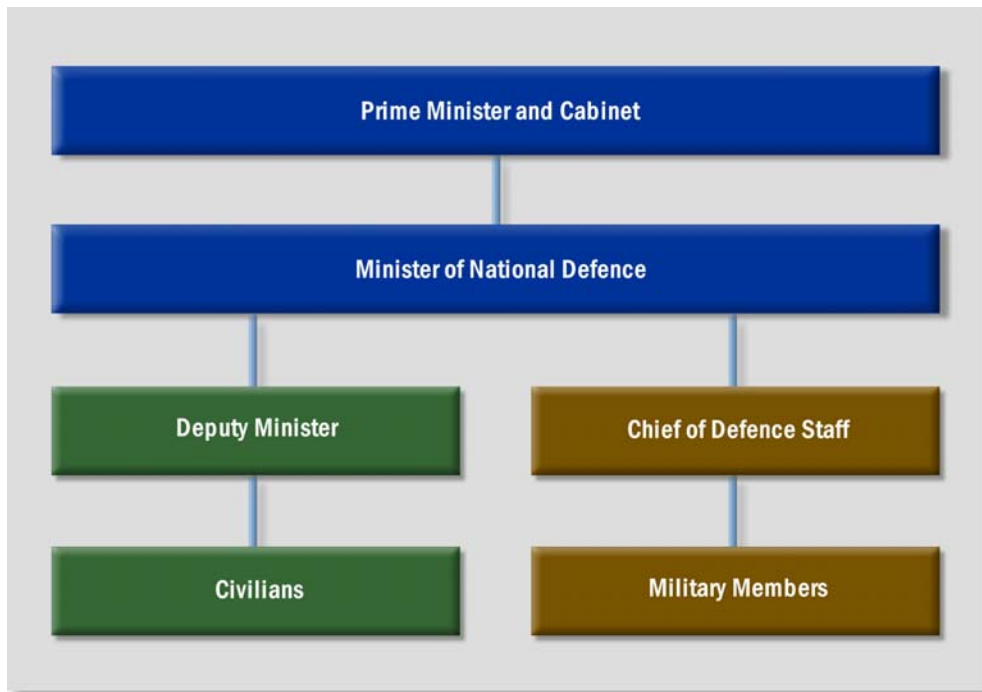 Prime Minister and Cabinet
Minister of National Defence
Deputy Minister
Chief of Defence Staff
Civilians
Military Members